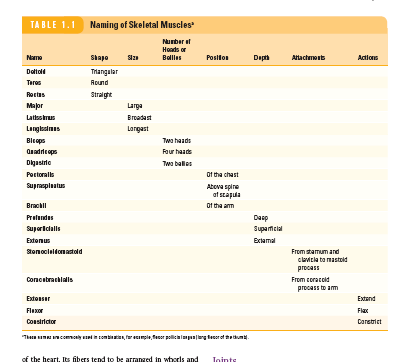 TABLE 1.1 Naming of Skeletal Muscles*
Name Shape Size Number of Heads or Bellies Position Depth Attachments Actions
Deltoid Triangular
Teres Round
Rectus Straight
Major Large
Latissimus Broadest
Longissimus Longest
Biceps Two heads
Quadriceps Four heads
Digastric Two bellies
Pectoralis Of the chest
Supraspinatus Above spine
of scapula
Brachii Of the arm
Profundus Deep
Superficialis Superficial
Externus External
Sternocleidomastoid From sternum and
clavicle to mastoid
process
Coracobrachialis From coracoid
process to arm
Extensor Extend
Flexor Flex
Constrictor Constrict
*These names are commonly used in combination, for example, flexor pollicis longus (long flexor of the thumb).
of the heart. Its fibers tend to be arranged in whorls and
Joints